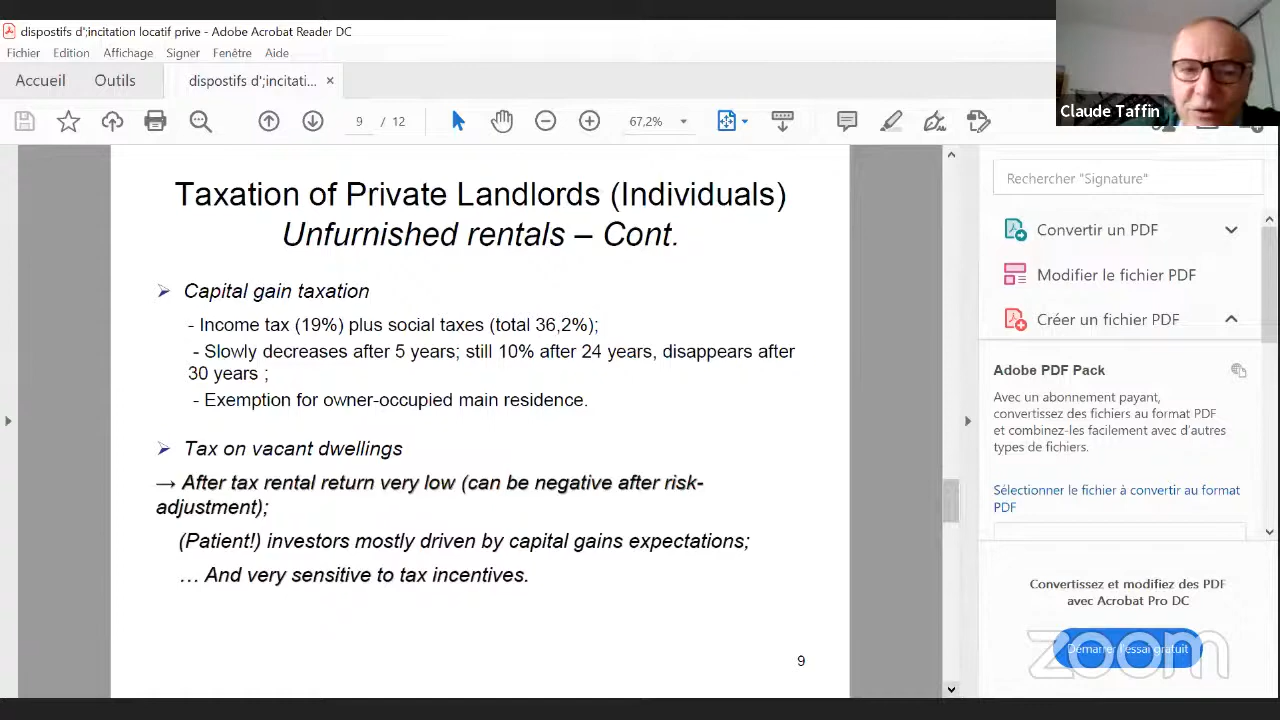 dispostifs d';incitation locatif prive - Adobe Acrobat Reader DC
Fichier Edition Affichage Signer Fenêtre Aide
Accueil Outils dispostifs d';incitati... ×
9 / 12 67,2%
Claude Taffin
Taxation of Private Landlords (Individuals)
Unfurnished rentals – Cont.
➢ Capital gain taxation
- Income tax (19%) plus social taxes (total 36,2%);
- Slowly decreases after 5 years; still 10% after 24 years, disappears after
30 years ;
- Exemption for owner-occupied main residence.
➢ Tax on vacant dwellings
→ After tax rental return very low (can be negative after risk-
adjustment);
(Patient!) investors mostly driven by capital gains expectations;
… And very sensitive to tax incentives.
9
Rechercher "Signature"
Convertir un PDF
Modifier le fichier PDF
Créer un fichier PDF
Adobe PDF Pack
Avec un abonnement payant,
convertissez des fichiers au format PDF
et combinez-les facilement avec d'autres
types de fichiers.
Sélectionner le fichier à convertir au format
PDF
Convertissez et modifiez des PDF
avec Acrobat Pro DC
Démarrer l'essai gratuit
zoom